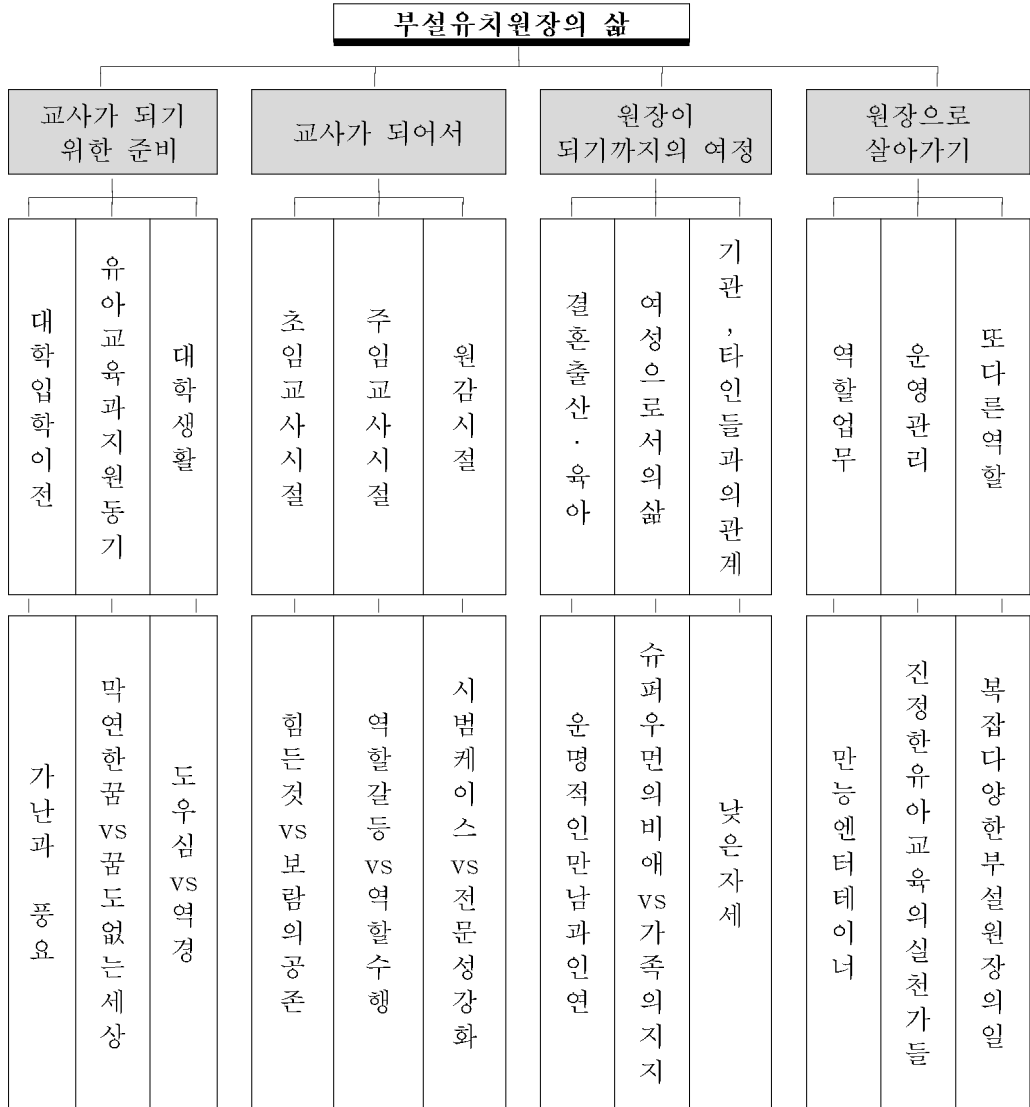 부설유치원장의 삶
교사가 되기
위한 준비
교사가 되어서
원장이
되기까지의 여정
원장으로
살아가기
대학입학이전
유아교육과지원동기
대학생활
초임교사시절
주임교사시절
원감시절
결혼출산·육아
여성으로서의삶
기관,타인들과의관계
역할업무
운영관리
또다른역할
가난과 풍요
막연한꿈vs꿈도없는세상
도우심vs역경
힘든것vs보람의공존
역할갈등vs역할수행
시범케이스vs전문성강화
운명적인만남과인연
슈퍼우먼의비애vs가족의지지
낮은자세
만능엔터테이너
진정한유아교육의실천가들
복잡다양한부설원장의일